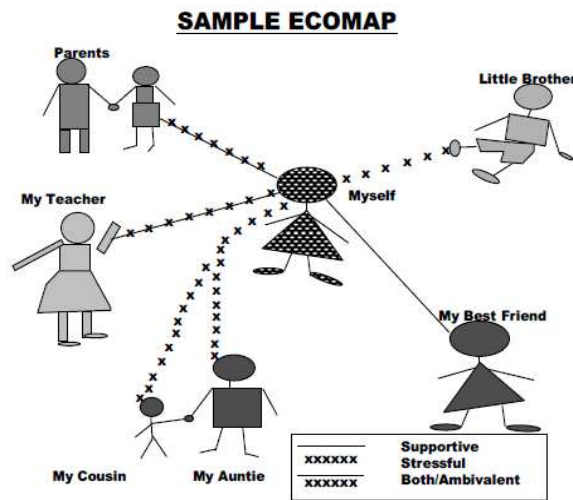 SAMPLE ECOMAP
Parents
Little Brother
My Teacher
Myself
My Best Friend
My Cousin
My Auntie
Supportive
xxxxxx Stressful
xxxxxx Both/Ambivalent